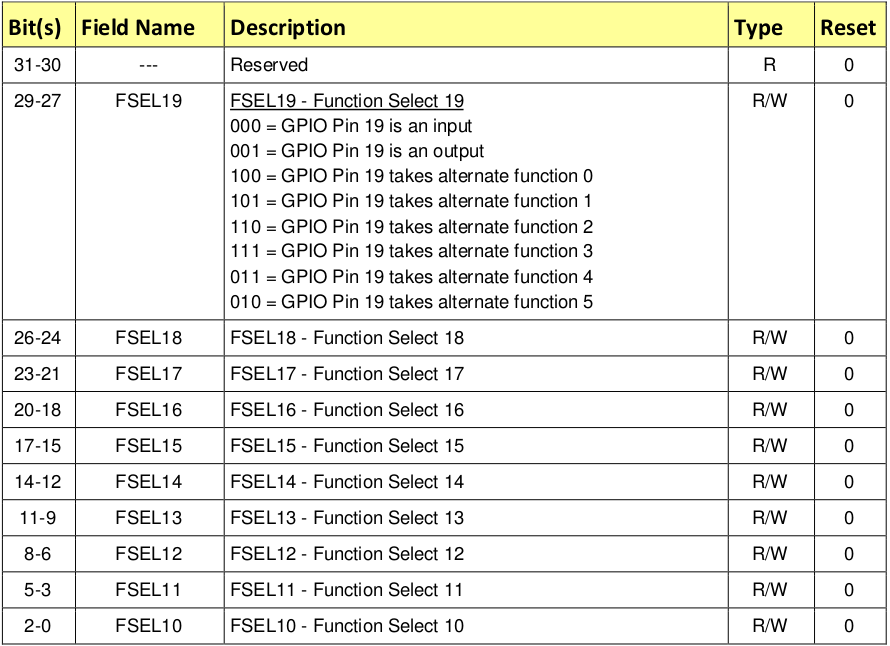 Bit(s) Field Name Description Type Reset
31-30 --- Reserved R 0
29-27 FSEL19 FSEL19 - Function Select 19 R/W 0
000 = GPIO Pin 19 is an input
001 = GPIO Pin 19 is an output
100 = GPIO Pin 19 takes alternate function 0
101 = GPIO Pin 19 takes alternate function 1
110 = GPIO Pin 19 takes alternate function 2
111 = GPIO Pin 19 takes alternate function 3
011 = GPIO Pin 19 takes alternate function 4
010 = GPIO Pin 19 takes alternate function 5
26-24 FSEL18 FSEL18 - Function Select 18 R/W 0
23-21 FSEL17 FSEL17 - Function Select 17 R/W 0
20-18 FSEL16 FSEL16 - Function Select 16 R/W 0
17-15 FSEL15 FSEL15 - Function Select 15 R/W 0
14-12 FSEL14 FSEL14 - Function Select 14 R/W 0
11-9 FSEL13 FSEL13 - Function Select 13 R/W 0
8-6 FSEL12 FSEL12 - Function Select 12 R/W 0
5-3 FSEL11 FSEL11 - Function Select 11 R/W 0
2-0 FSEL10 FSEL10 - Function Select 10 R/W 0